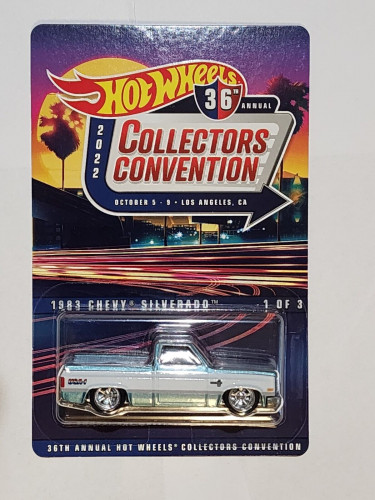 HOT WHEELS
36TH ANNUAL
2022
COLLECTORS
CONVENTION
OCTOBER 5 - 9 • LOS ANGELES, CA
1983 CHEVY® SILVERADO™ 1 OF 3
36TH ANNUAL HOT WHEELS® COLLECTORS CONVENTION